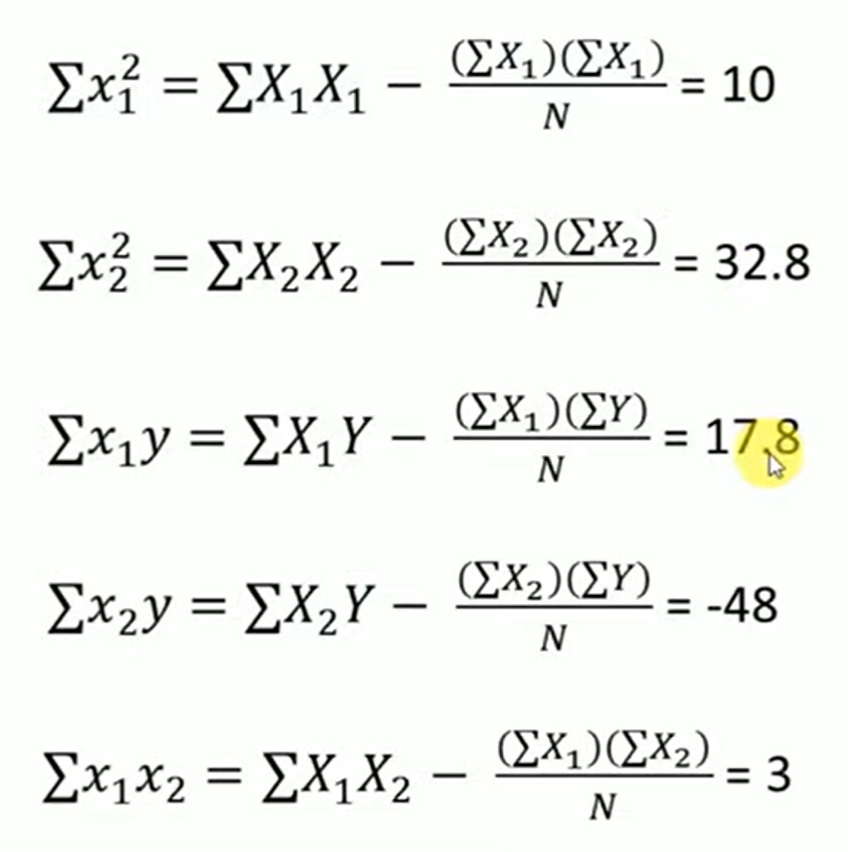 ∑x₁² = ∑X₁X₁ − (∑X₁)(∑X₁) / N = 10
∑x₂² = ∑X₂X₂ − (∑X₂)(∑X₂) / N = 32.8
∑x₁y = ∑X₁Y − (∑X₁)(∑Y) / N = 17.8
∑x₂y = ∑X₂Y − (∑X₂)(∑Y) / N = -48
∑x₁x₂ = ∑X₁X₂ − (∑X₁)(∑X₂) / N = 3